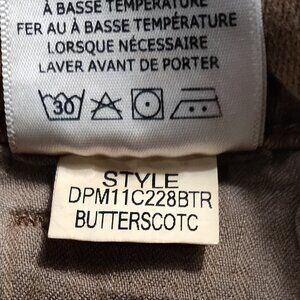 À BASSE TEMPÉRATURE
FER AU À BASSE TEMPÉRATURE
LORSQUE NÉCESSAIRE
LAVER AVANT DE PORTER
30
STYLE
DPM11C228BTR
BUTTERSCOTC